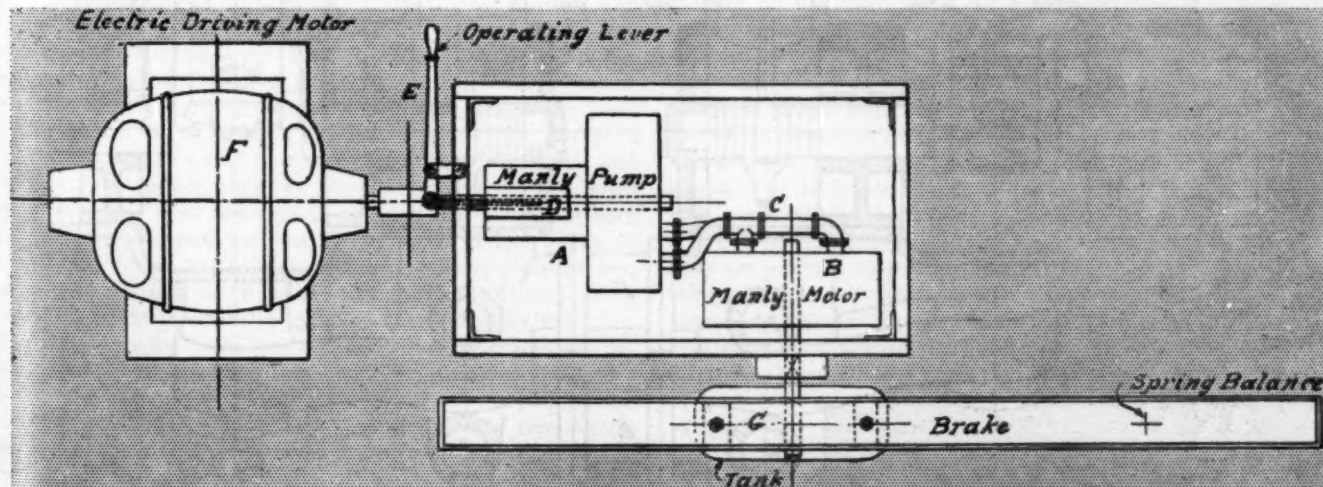 Electric Driving Motor
Operating Lever
E
F
Manly Pump
D
C
A
B
Manly Motor
Spring Balance
G
Brake
Tank